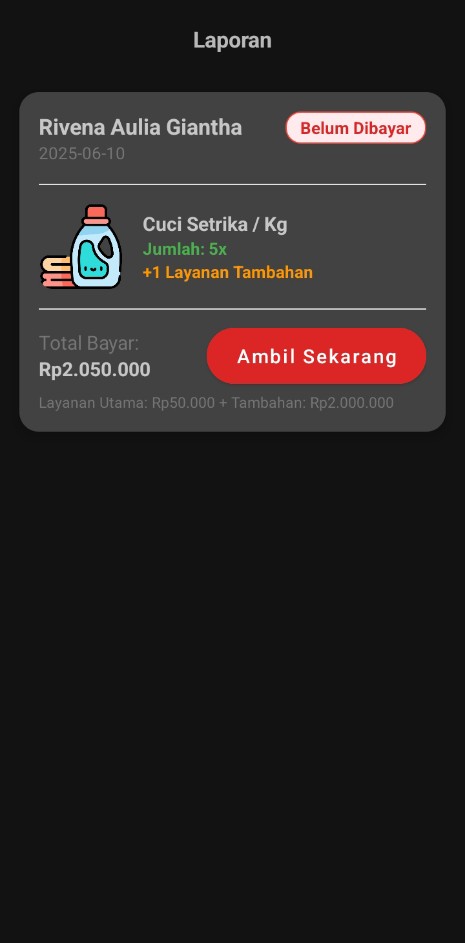 Laporan
Rivena Aulia Giantha
Belum Dibayar
2025-06-10
Cuci Setrika / Kg
Jumlah: 5x
+1 Layanan Tambahan
Total Bayar:
Rp2.050.000
Ambil Sekarang
Layanan Utama: Rp50.000 + Tambahan: Rp2.000.000